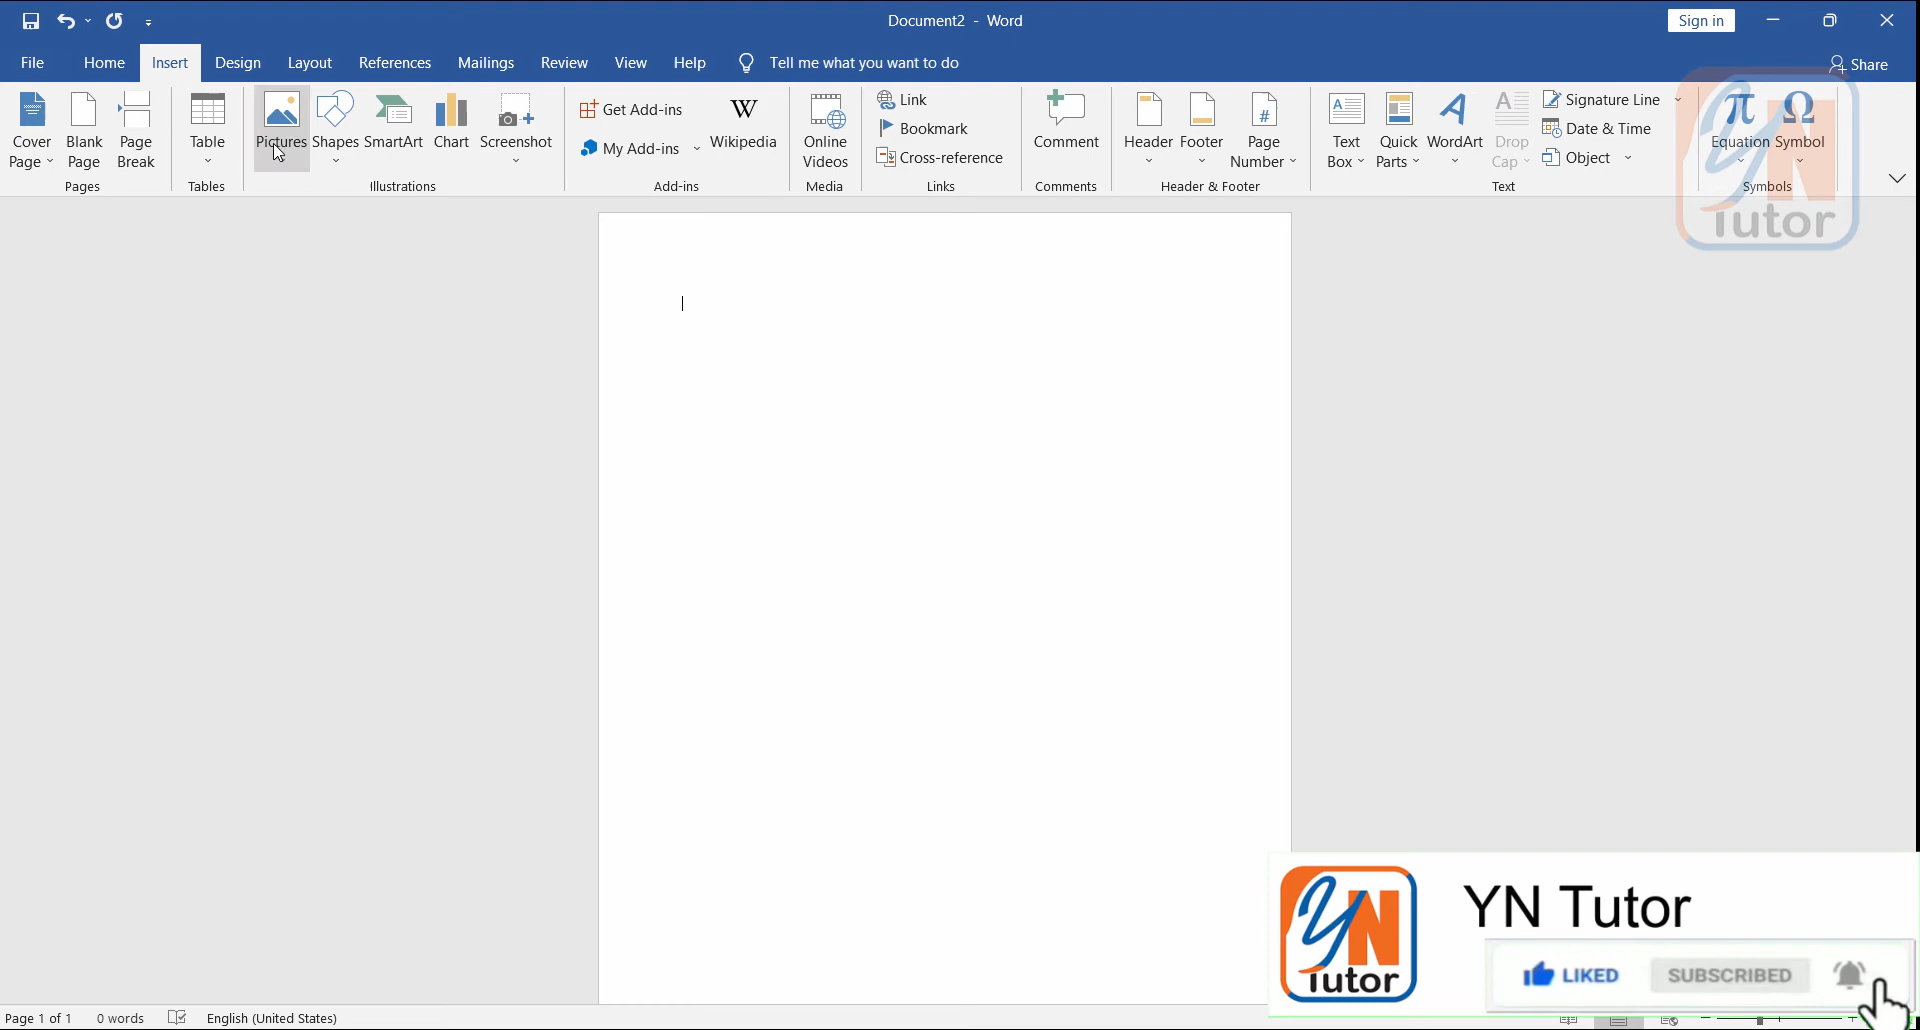 Document2 - Word
Sign in
File Home Insert Design Layout References Mailings Review View Help Tell me what you want to do
Share
Cover Page
Blank Page
Page Break
Pages
Table
Tables
Pictures
Shapes
SmartArt
Chart
Screenshot
Illustrations
Get Add-ins
My Add-ins
W
Wikipedia
Add-ins
Online Videos
Media
Link
Bookmark
Cross-reference
Links
Comment
Comments
Header
Footer
#
Page Number
Header & Footer
A
Text Box
Quick Parts
A
WordArt
A
Drop Cap
Signature Line
Date & Time
Object
Text
π
Equation
Ω
Symbol
Symbols
YN
Tutor
YN
Tutor
YN Tutor
LIKED
SUBSCRIBED
Page 1 of 1 0 words English (United States)